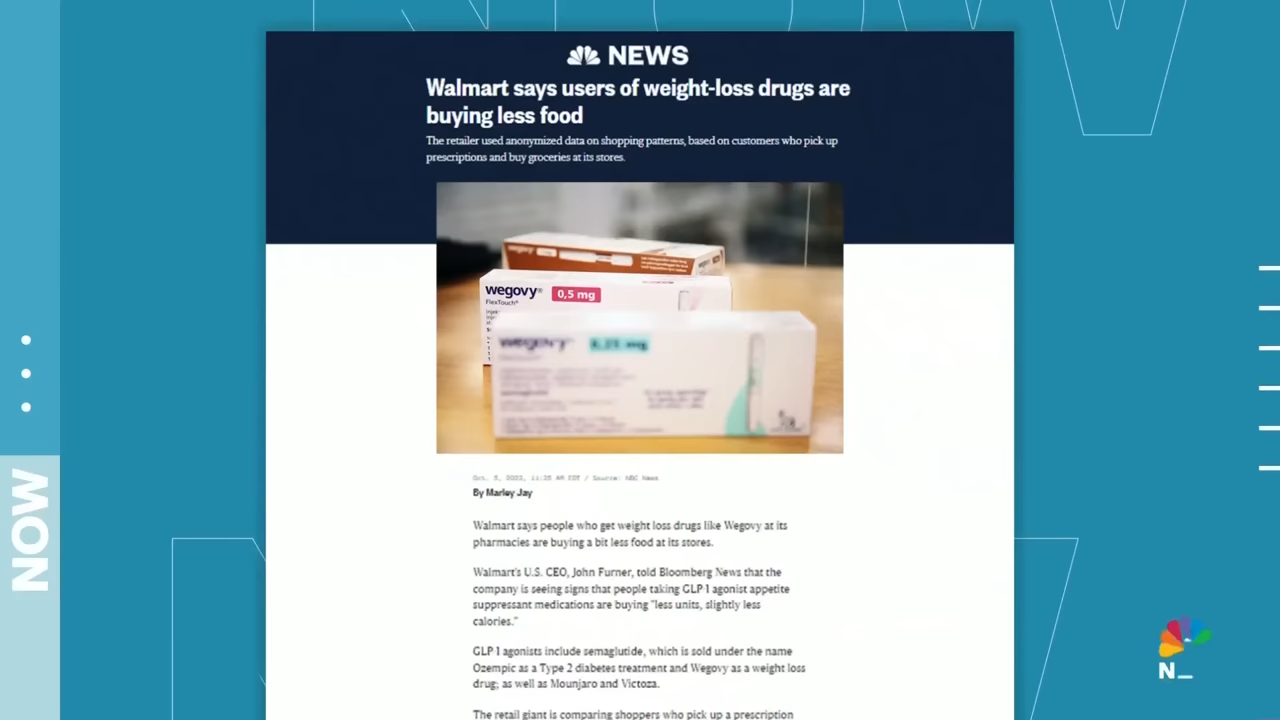 NEWS
Walmart says users of weight-loss drugs are
buying less food
The retailer used anonymized data on shopping patterns, based on customers who pick up
prescriptions and buy groceries at its stores.
wegovy
wegovy® 0,5 mg
FlexTouch®
wegovy 0,25 mg
By Marley Jay
Walmart says people who get weight loss drugs like Wegovy at its
pharmacies are buying a bit less food at its stores.
Walmart's U.S. CEO, John Furner, told Bloomberg News that the
company is seeing signs that people taking GLP-1 agonist appetite
suppressant medications are buying "less units, slightly less
calories."
GLP-1 agonists include semaglutide, which is sold under the name
Ozempic as a Type 2 diabetes treatment and Wegovy as a weight loss
drug; as well as Mounjaro and Victoza.
The retail giant is comparing shoppers who pick up a prescription
NOW
N_